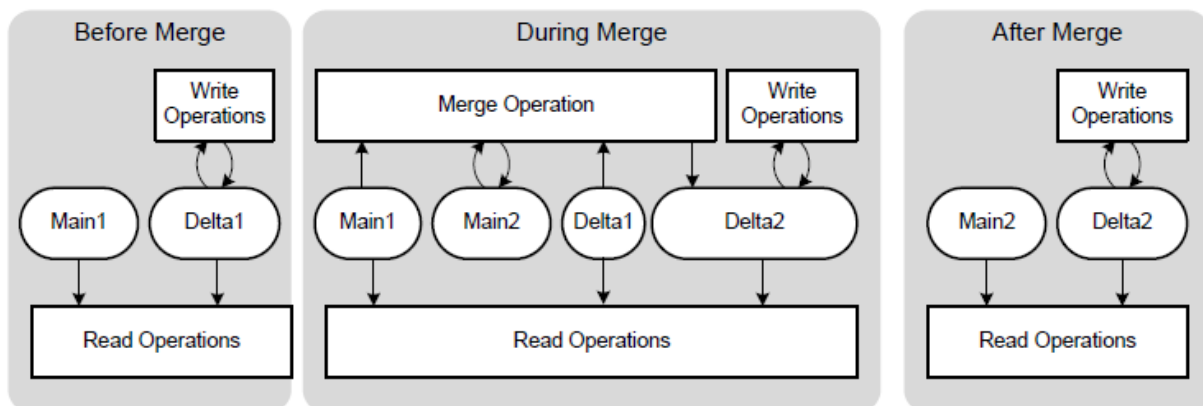 Before Merge
Write
Operations
Main1
Delta1
Read Operations
During Merge
Merge Operation
Write
Operations
Main1
Main2
Delta1
Delta2
Read Operations
After Merge
Write
Operations
Main2
Delta2
Read Operations